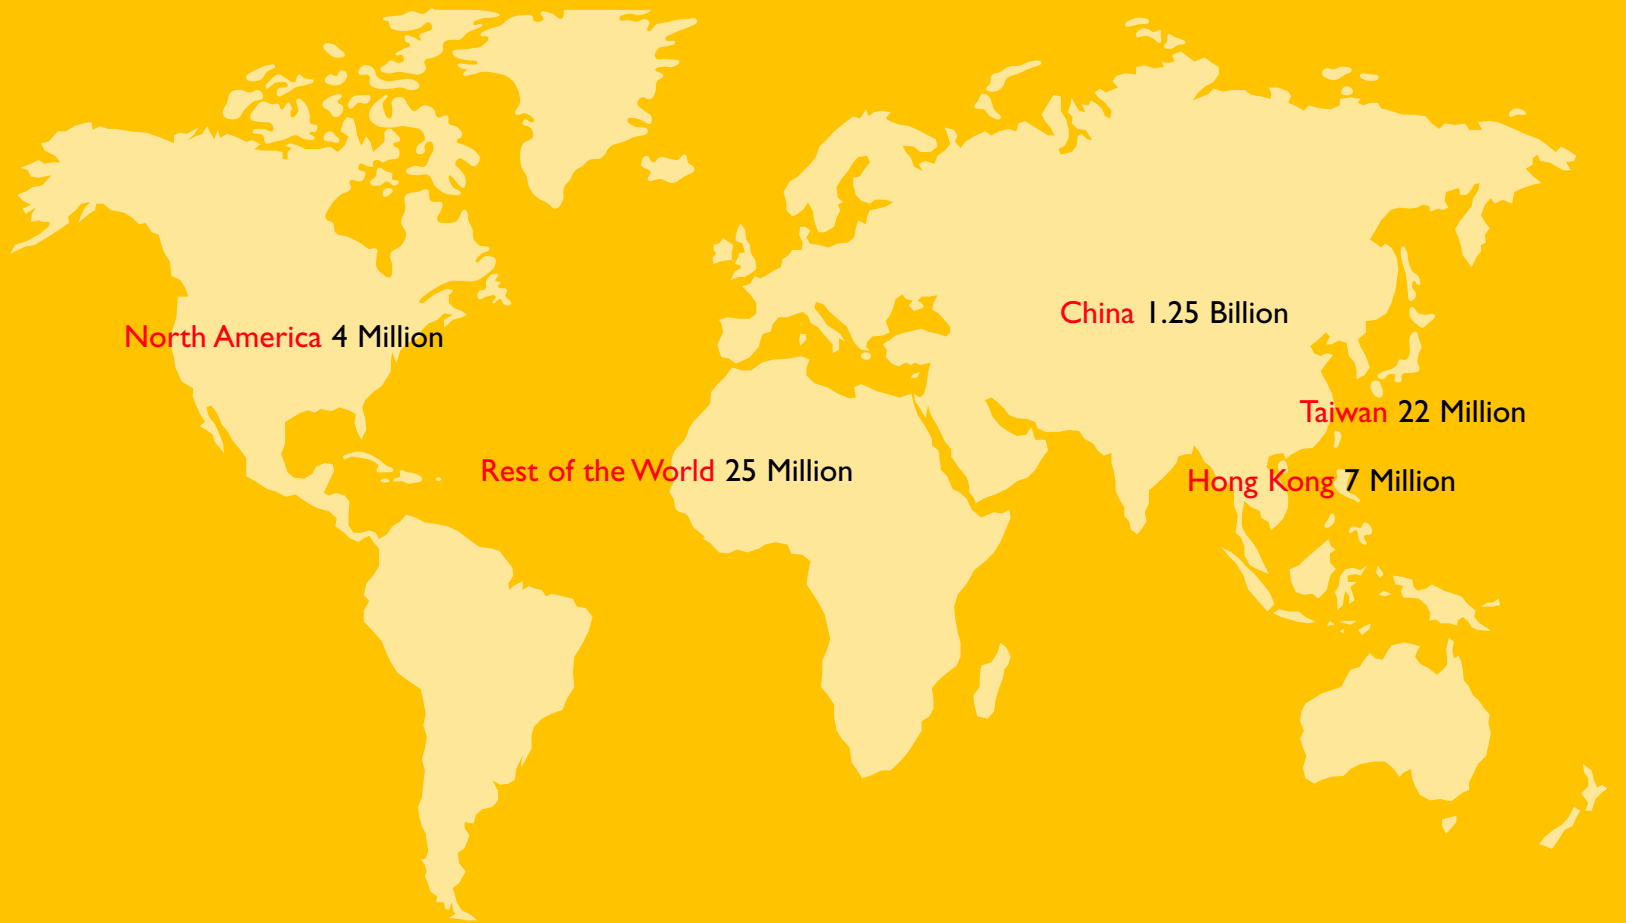 China 1.25 Billion
North America 4 Million
Taiwan 22 Million
Rest of the World 25 Million
Hong Kong 7 Million